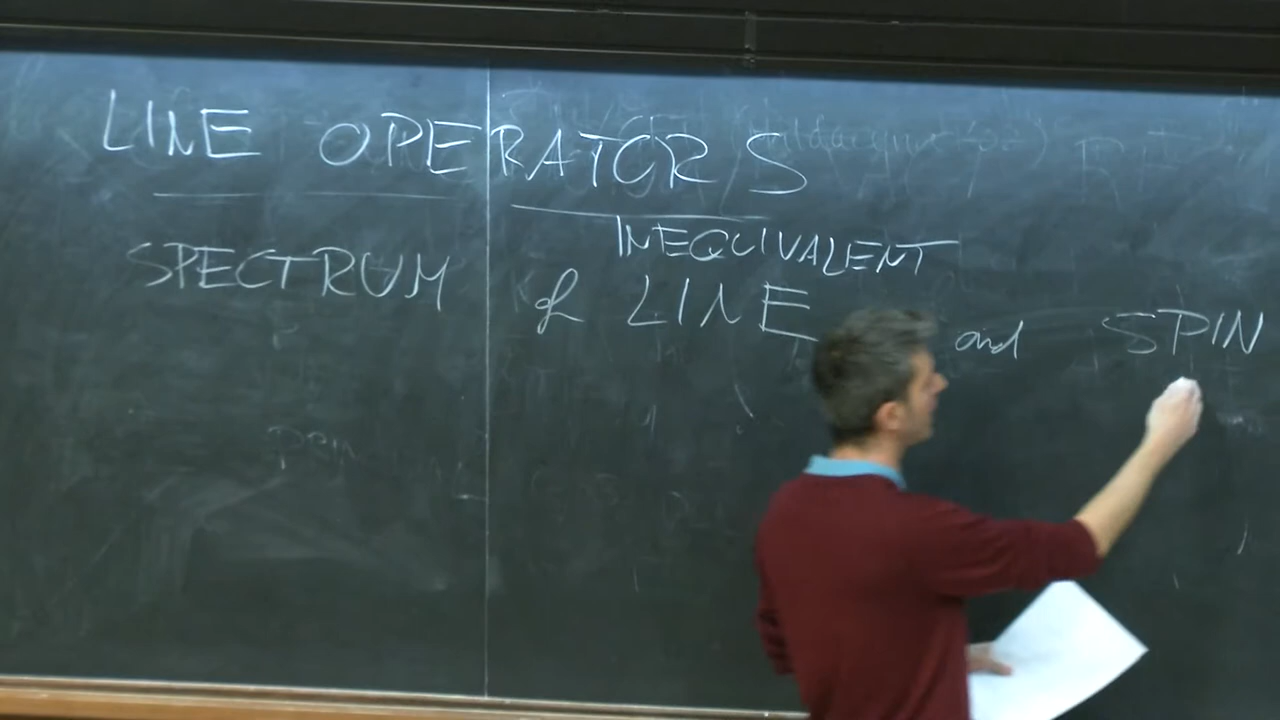 LINE OPERATORS
INEQUIVALENT
SPECTRUM of LINE and SPIN